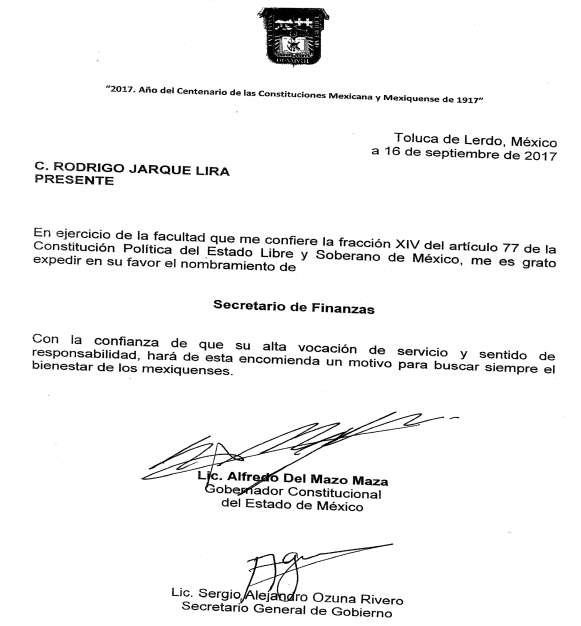 "2017. Año del Centenario de las Constituciones Mexicana y Mexiquense de 1917"
Toluca de Lerdo, México
a 16 de septiembre de 2017
C. RODRIGO JARQUE LIRA
PRESENTE
En ejercicio de la facultad que me confiere la fracción XIV del artículo 77 de la
Constitución Política del Estado Libre y Soberano de México, me es grato
expedir en su favor el nombramiento de
Secretario de Finanzas
Con la confianza de que su alta vocación de servicio y sentido de
responsabilidad, hará de esta encomienda un motivo para buscar siempre el
bienestar de los mexiquenses.
Lic. Alfredo Del Mazo Maza
Gobernador Constitucional
del Estado de México
Lic. Sergio Alejandro Ozuna Rivero
Secretario General de Gobierno